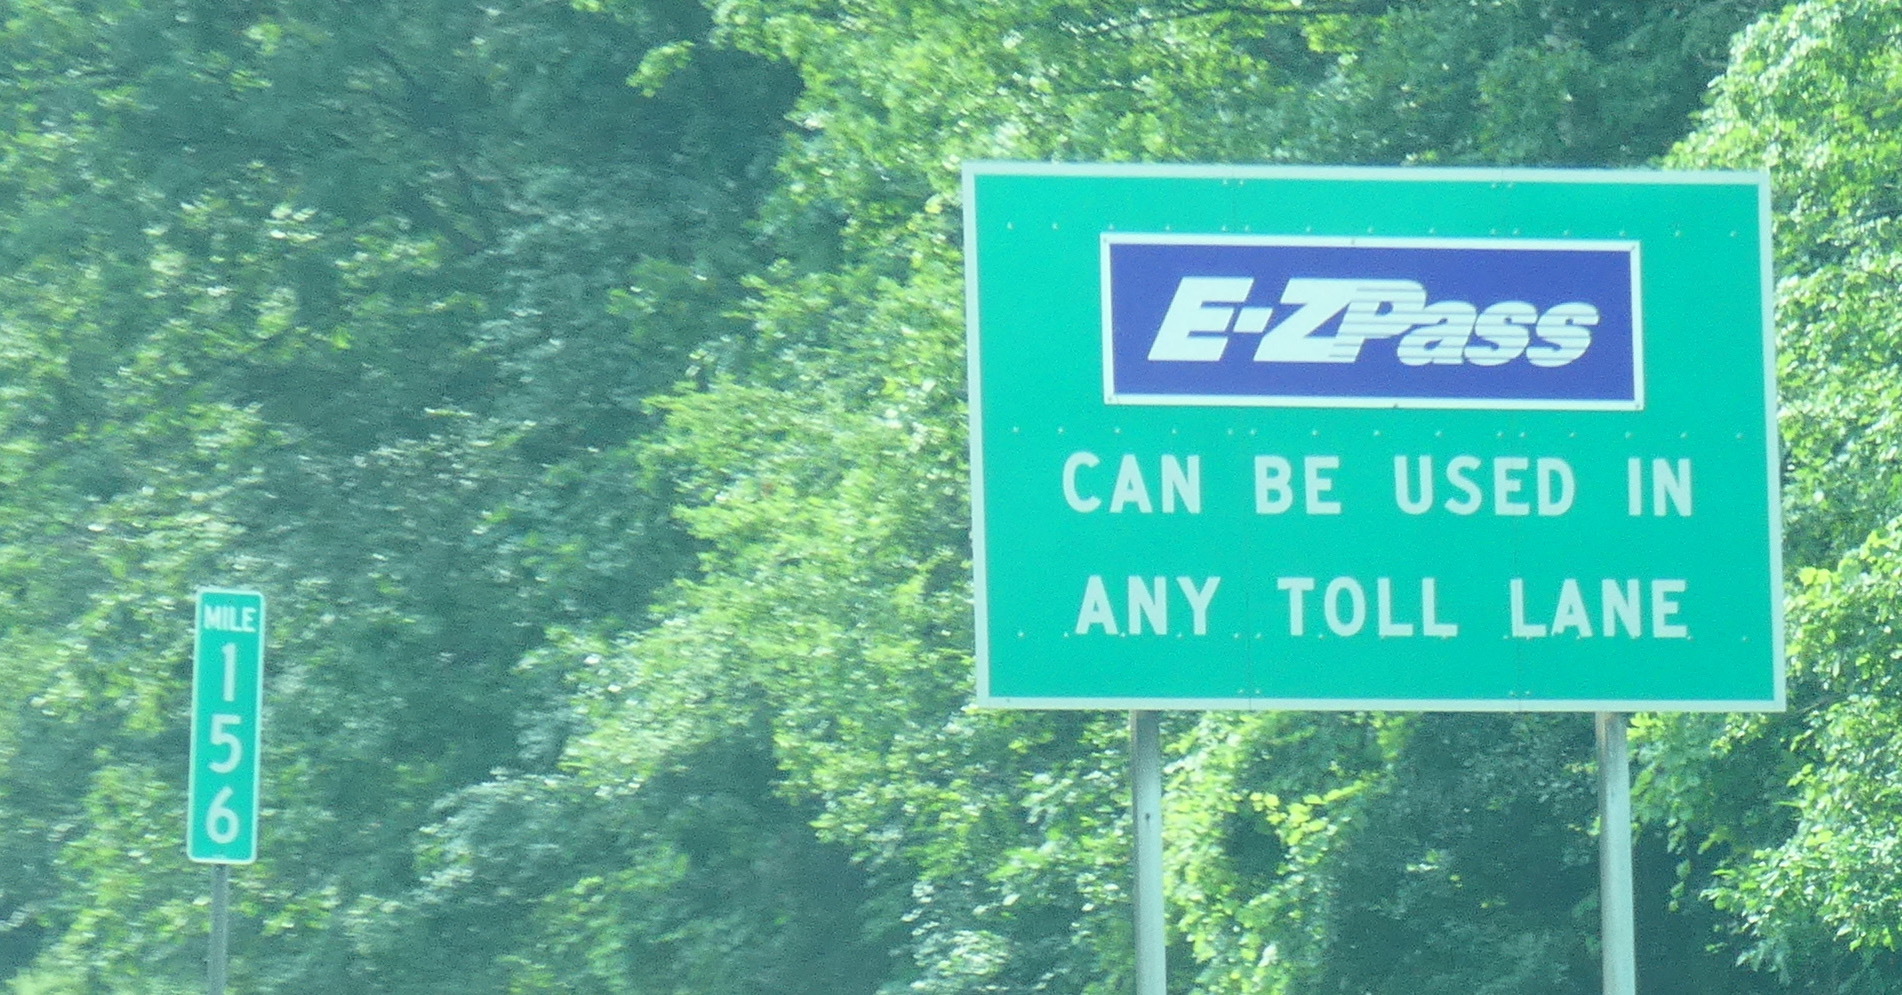 E-ZPass
CAN BE USED IN
ANY TOLL LANE
MILE
1
5
6